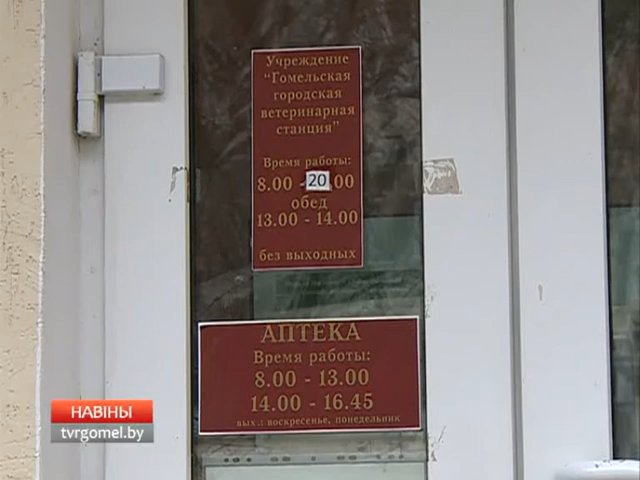 Учреждение
"Гомельская
городская
ветеринарная
станция"
Время работы:
8.00 - 20.00
обед
13.00 - 14.00
без выходных
АПТЕКА
Время работы:
8.00 - 13.00
14.00 - 16.45
вых.: воскресенье, понедельник
НАВІНЫ
tvrgomel.by